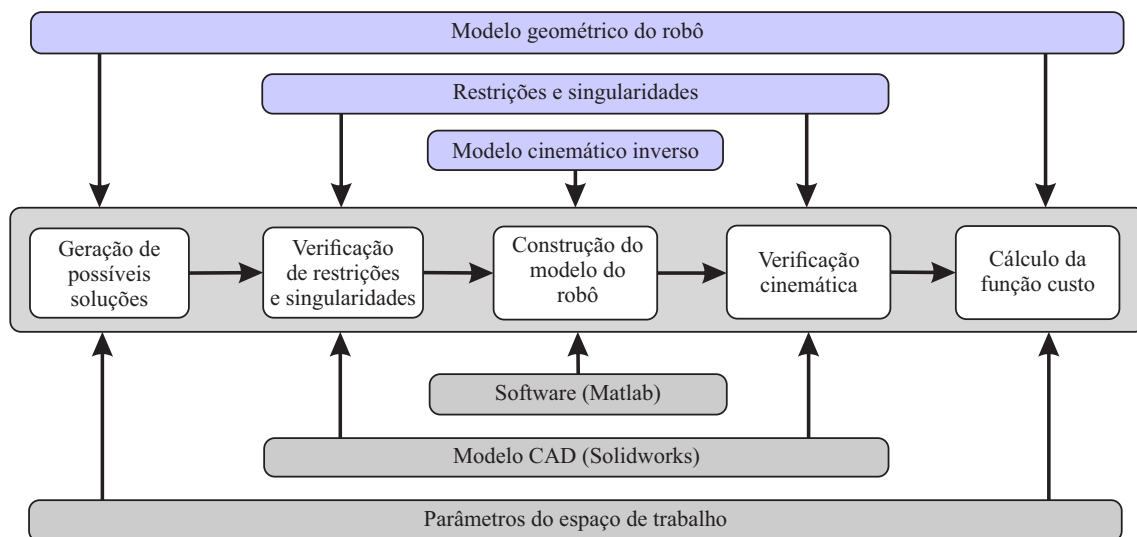 Modelo geométrico do robô
Restrições e singularidades
Modelo cinemático inverso
Geração de
possíveis
soluções
Verificação
de restrições
e singularidades
Construção do
modelo do
robô
Verificação
cinemática
Cálculo da
função custo
Software (Matlab)
Modelo CAD (Solidworks)
Parâmetros do espaço de trabalho